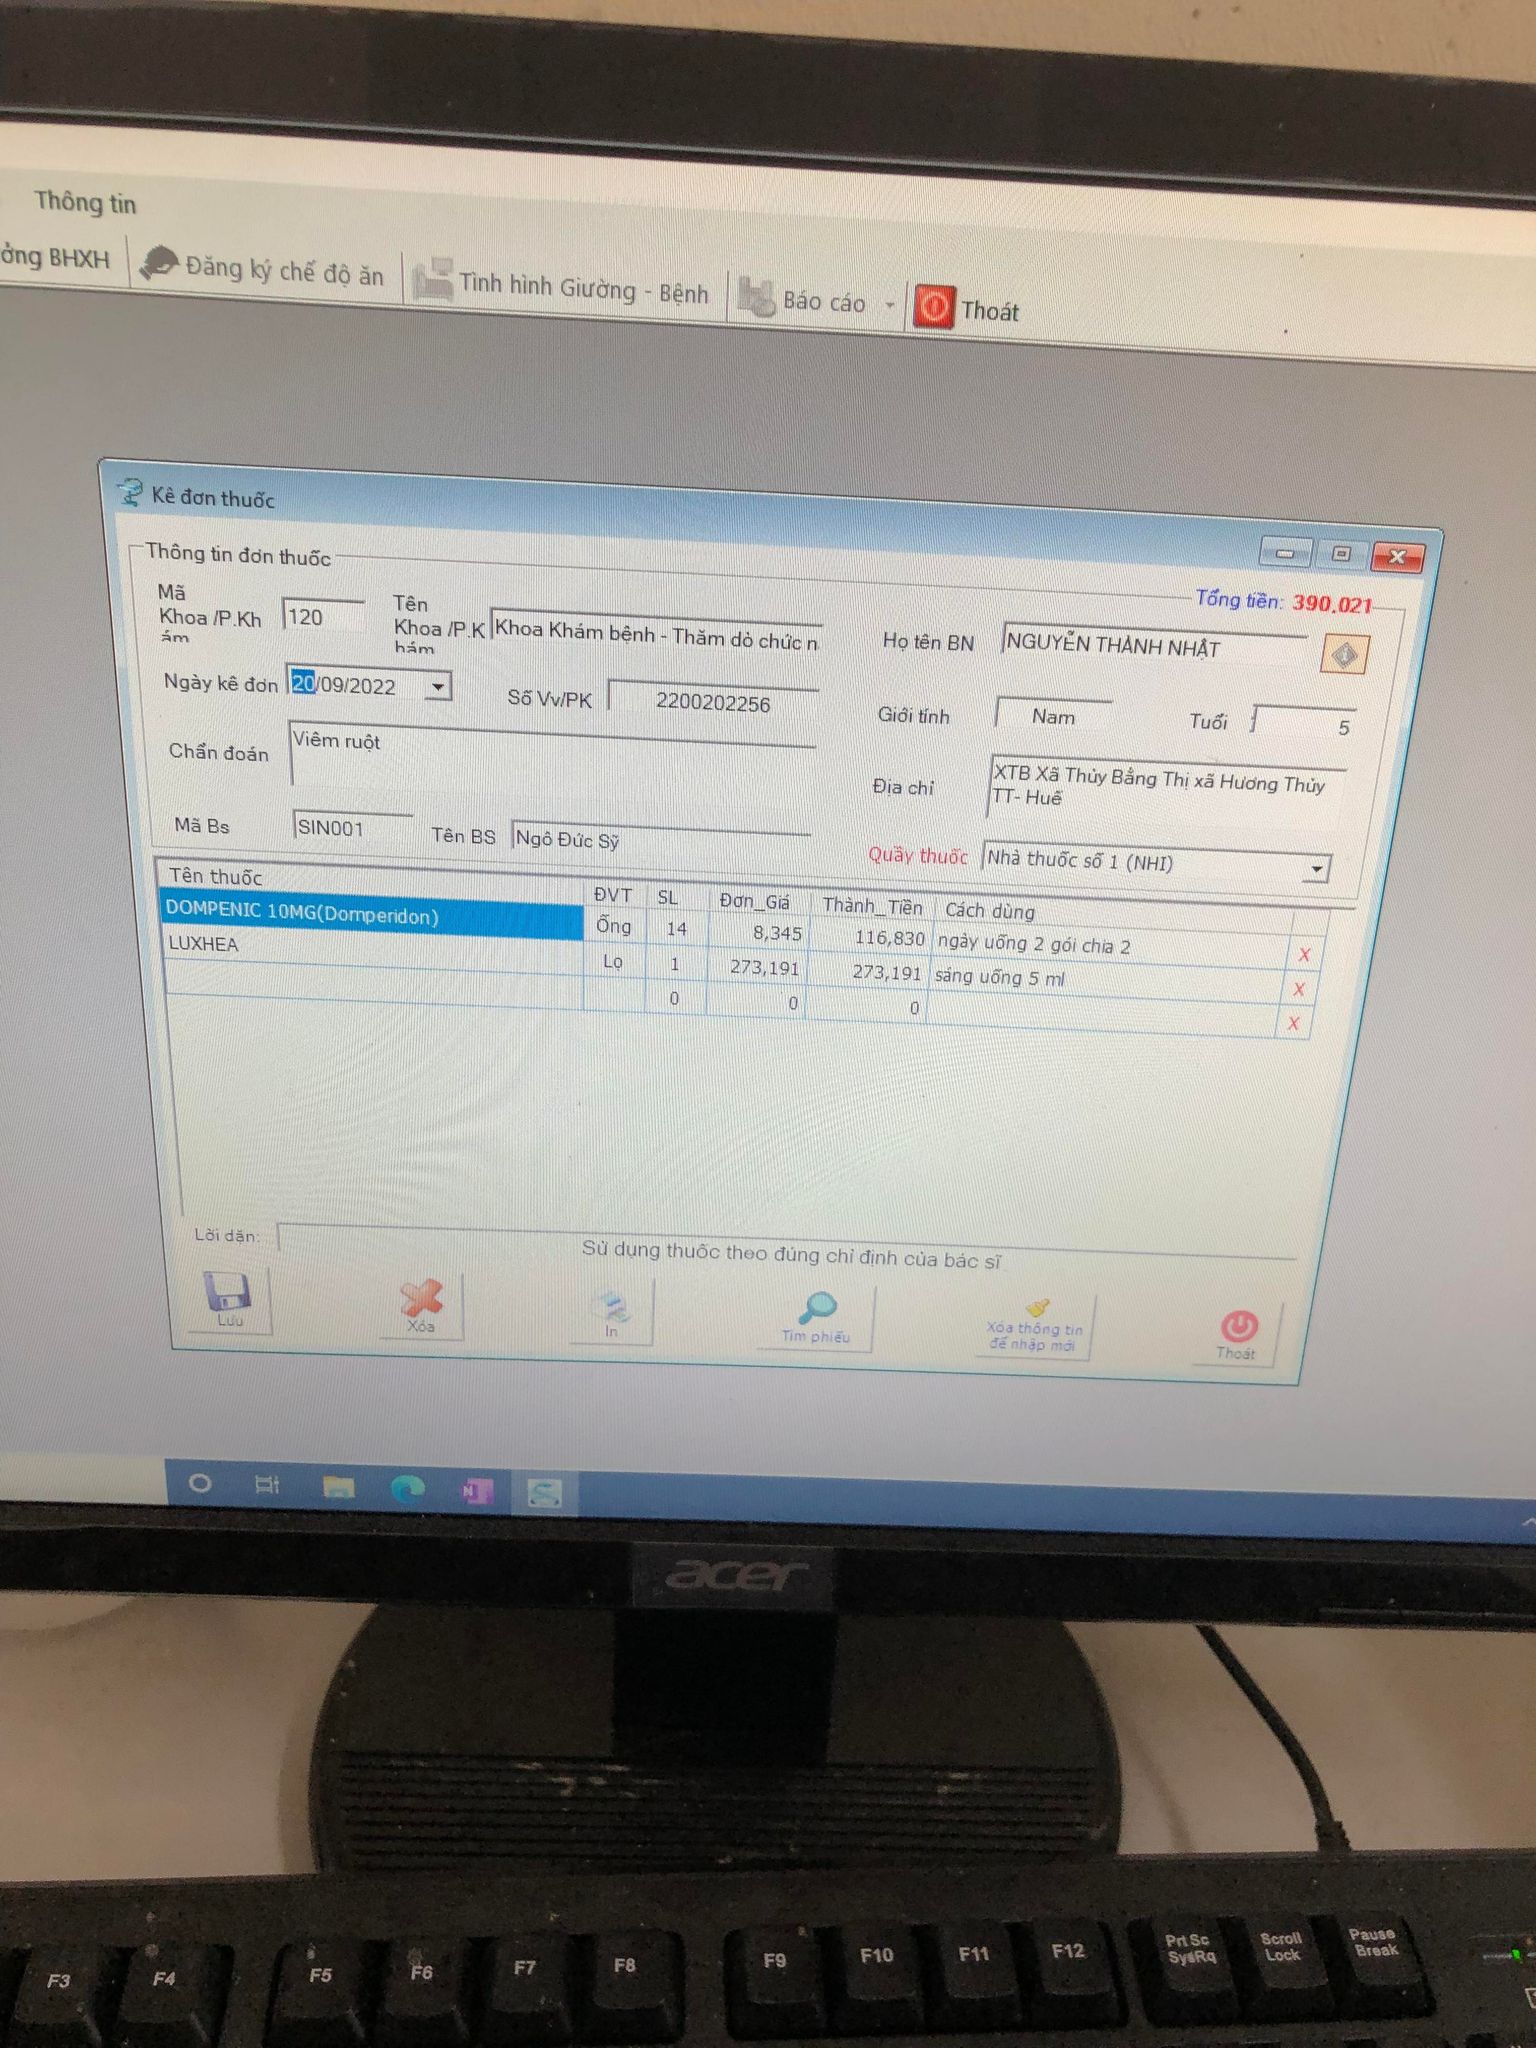 Thông tin
ởng BHXH
Đăng ký chế độ ăn
Tình hình Giường - Bệnh
Báo cáo
Thoát
Kê đơn thuốc
Thông tin đơn thuốc
Tổng tiền: 390,021
Mã Khoa /P.Khám
120
Tên Khoa /P.Khám
Khoa Khám bệnh - Thăm dò chức n
Họ tên BN
NGUYỄN THÀNH NHẬT
Ngày kê đơn
20/09/2022
Số Vv/PK
2200202256
Giới tính
Nam
Tuổi
5
Chẩn đoán
Viêm ruột
Địa chỉ
XTB Xã Thủy Bằng Thị xã Hương Thủy
TT- Huế
Mã Bs
SIN001
Tên BS
Ngô Đức Sỹ
Quầy thuốc
Nhà thuốc số 1 (NHI)
Tên thuốc ĐVT SL Đơn_Giá Thành_Tiền Cách dùng
DOMPENIC 10MG(Domperidon) Ống 14 8,345 116,830 ngày uống 2 gói chia 2 X
LUXHEA Lọ 1 273,191 273,191 sáng uống 5 ml X
0 0 0 X
Lời dặn:
Sử dụng thuốc theo đúng chỉ định của bác sĩ
Lưu
Xóa
In
Tìm phiếu
Xóa thông tin
để nhập mới
Thoát
acer
F3 F4 F5 F6 F7 F8 F9 F10 F11 F12
Prt Sc
SysRq
Scroll
Lock
Pause
Break